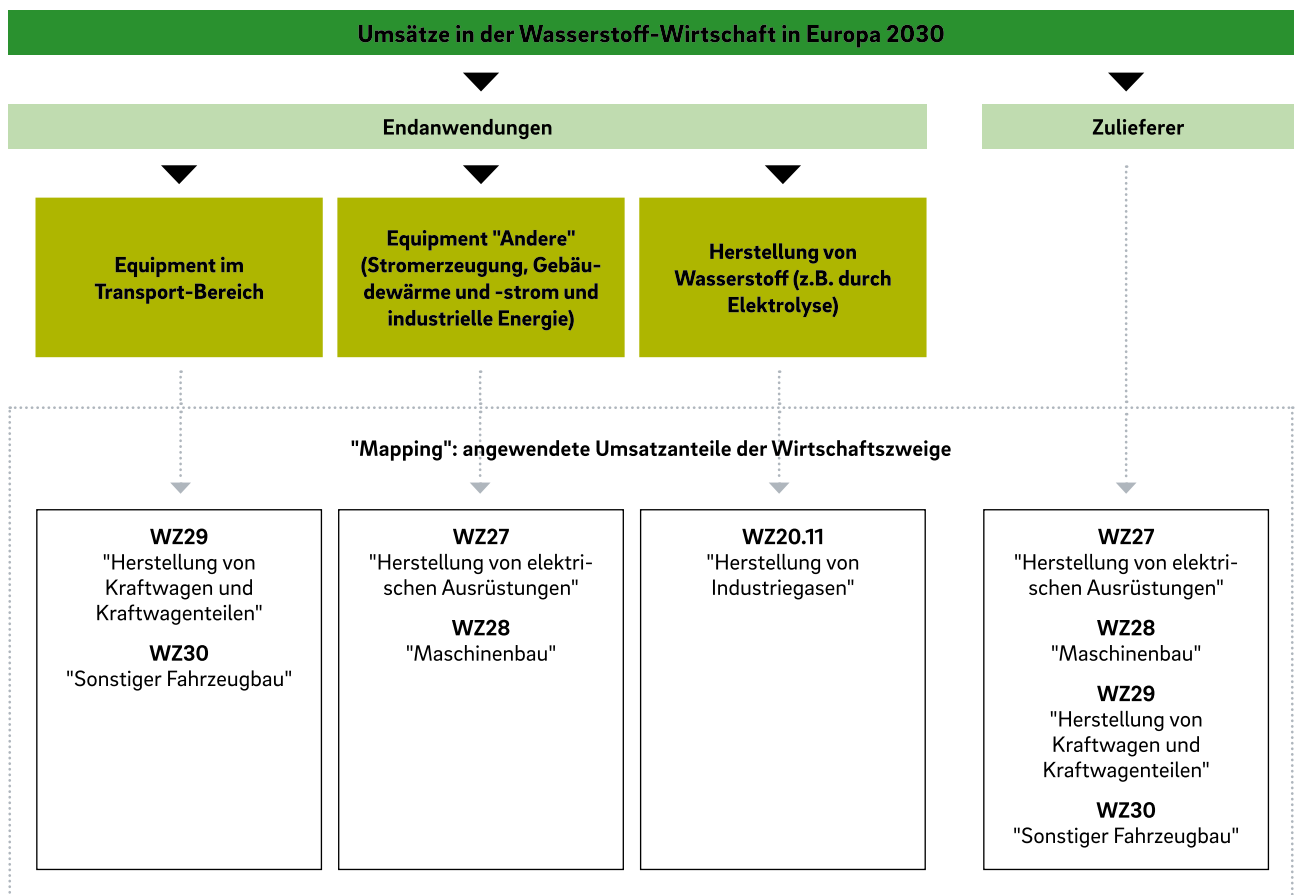 Umsätze in der Wasserstoff-Wirtschaft in Europa 2030
Endanwendungen
Zulieferer
Equipment im
Transport-Bereich
Equipment "Andere"
(Stromerzeugung, Gebäu-
dewärme und -strom und
industrielle Energie)
Herstellung von
Wasserstoff (z.B. durch
Elektrolyse)
"Mapping": angewendete Umsatzanteile der Wirtschaftszweige
WZ29
"Herstellung von
Kraftwagen und
Kraftwagenteilen"
WZ30
"Sonstiger Fahrzeugbau"
WZ27
"Herstellung von elektri-
schen Ausrüstungen"
WZ28
"Maschinenbau"
WZ20.11
"Herstellung von
Industriegasen"
WZ27
"Herstellung von elektri-
schen Ausrüstungen"
WZ28
"Maschinenbau"
WZ29
"Herstellung von
Kraftwagen und
Kraftwagenteilen"
WZ30
"Sonstiger Fahrzeugbau"